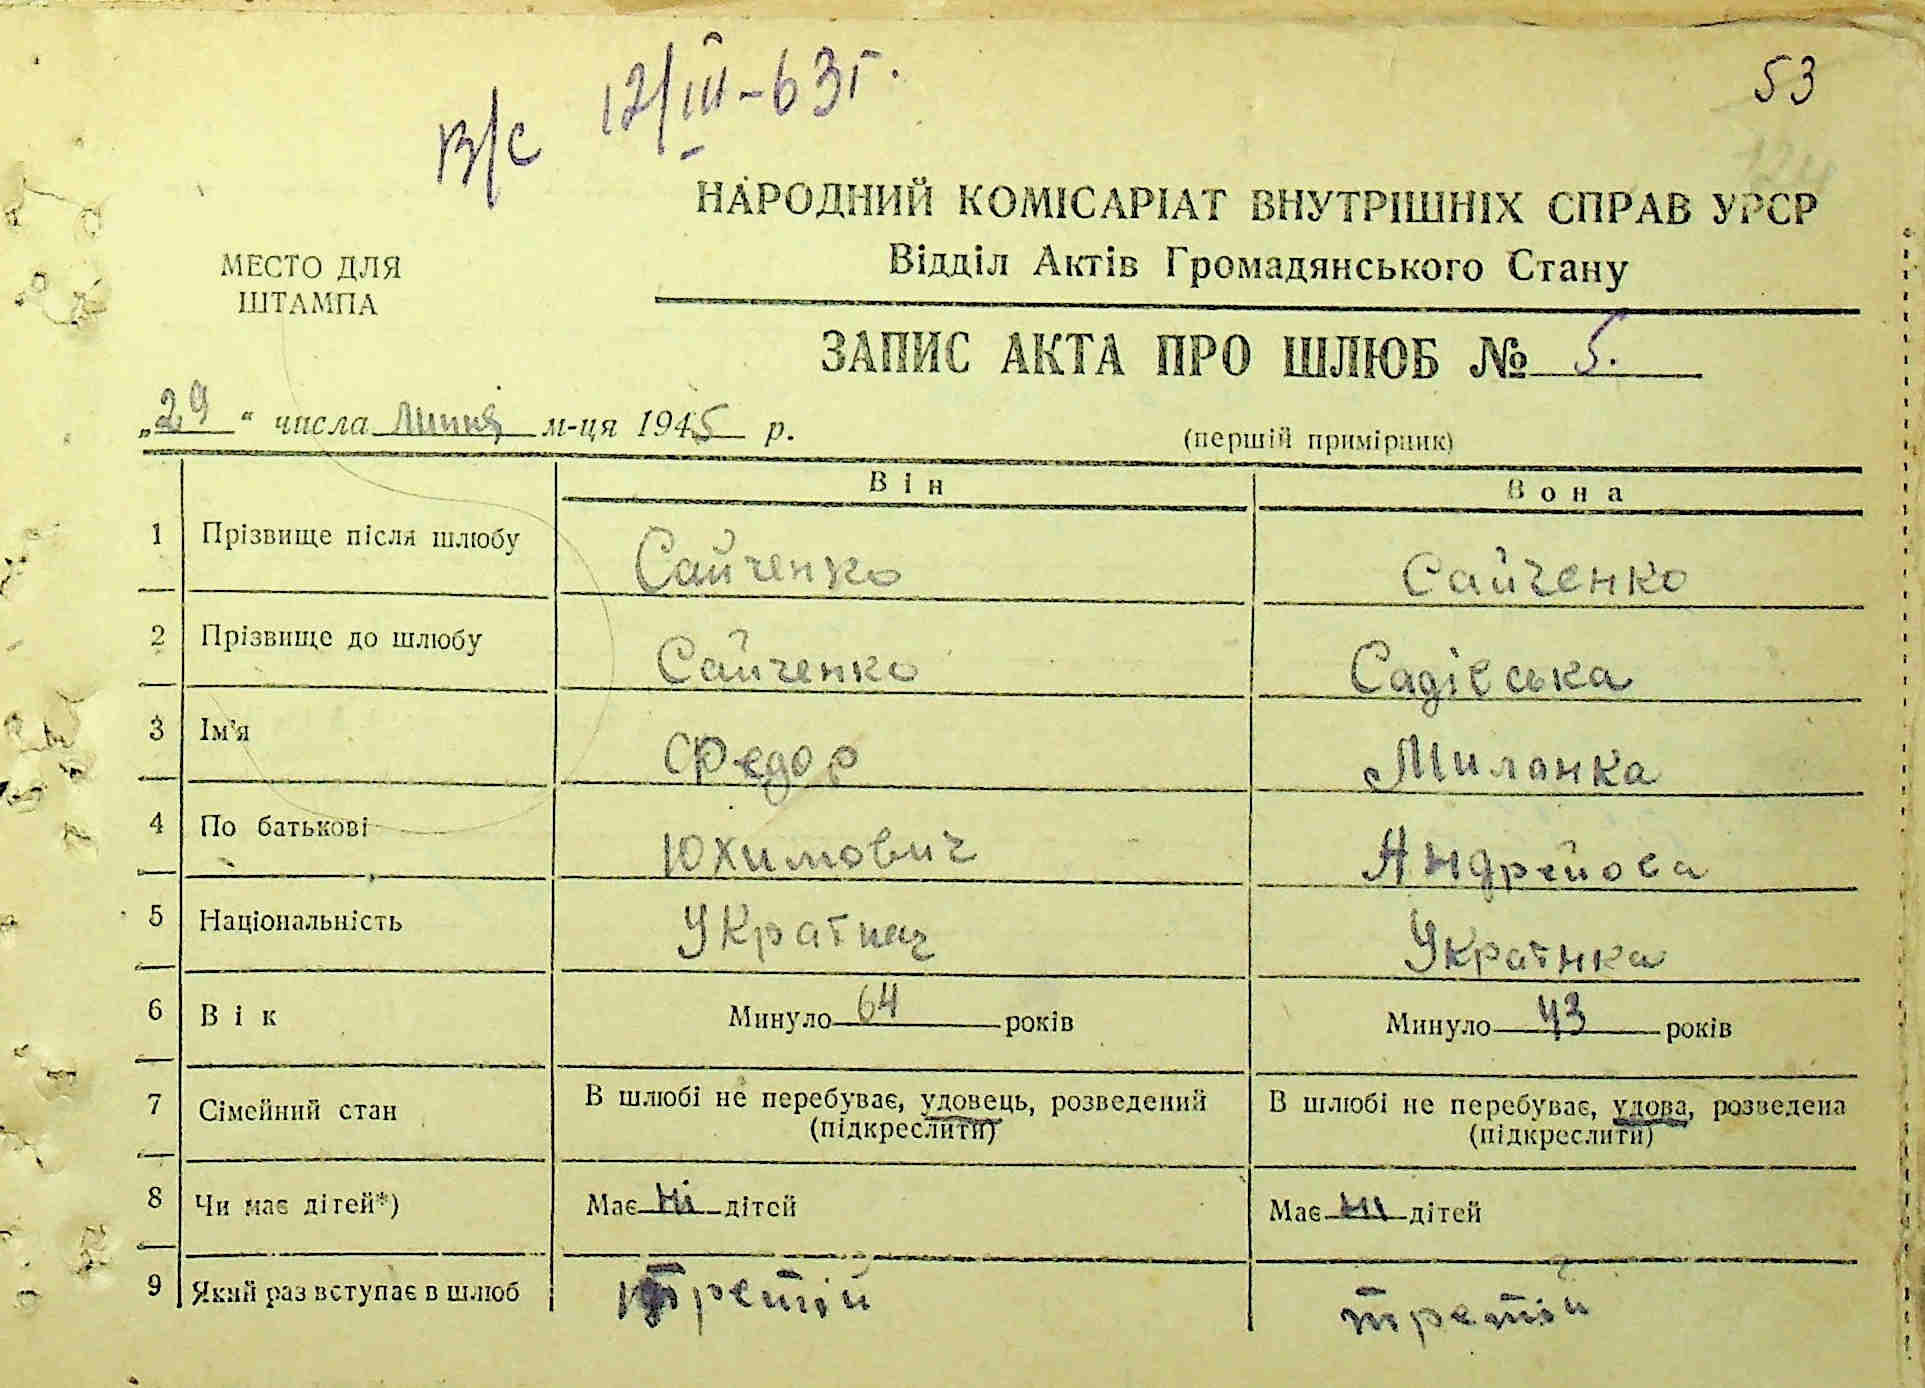 53
В/С 12/III-63г.
НАРОДНИЙ КОМІСАРІАТ ВНУТРІШНІХ СПРАВ УРСР
Відділ Актів Громадянського Стану
МЕСТО ДЛЯ
ШТАМПА
ЗАПИС АКТА ПРО ШЛЮБ № 5.
„29“ числа липня м-ця 1945 р.
(першій примірник)
Він Вона
1 Прізвище після шлюбу Сайченко Сайченко
2 Прізвище до шлюбу Сайченко Садієська
3 Ім'я Федор Миланка
4 По батькові Юхимович Андрейова
5 Національність Українець Українка
6 Вік Минуло 64 років Минуло 43 років
7 Сімейний стан В шлюбі не перебуває, удовець, розведений В шлюбі не перебуває, удова, розведена
(підкреслити) (підкреслити)
8 Чи має дітей*) Має ні дітей Має ні дітей
9 Який раз вступає в шлюб третій третій